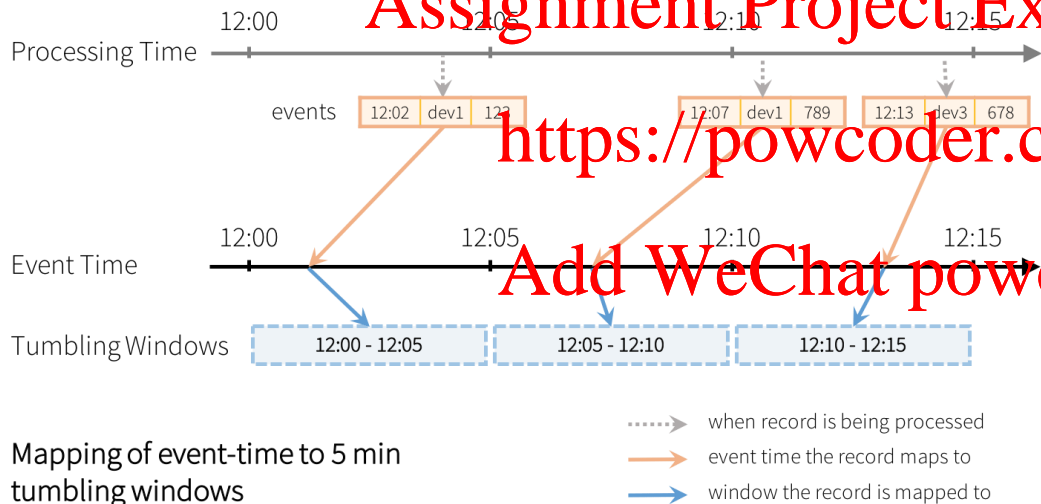 12:00 12:05 12:10 12:15
Assignment Project Ex
Processing Time
events 12:02 dev1 123 12:07 dev1 789 12:13 dev3 678
https://powcoder.c
12:00 12:05 12:10 12:15
Event Time
Add WeChat powc
Tumbling Windows 12:00 - 12:05 12:05 - 12:10 12:10 - 12:15
when record is being processed
Mapping of event-time to 5 min
event time the record maps to
tumbling windows
window the record is mapped to